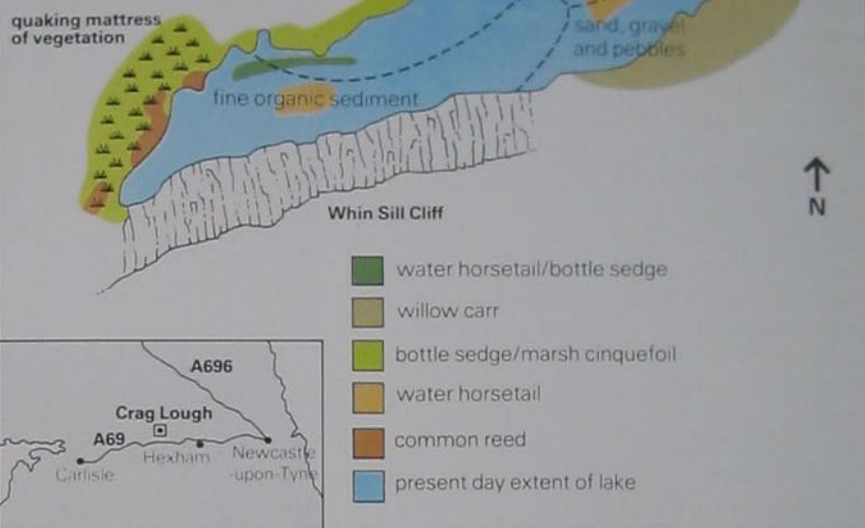 quaking mattress
of vegetation
sand, gravel
and pebbles
fine organic sediment
Whin Sill Cliff
N
water horsetail/bottle sedge
willow carr
bottle sedge/marsh cinquefoil
water horsetail
common reed
present day extent of lake
A696
Crag Lough
A69
Carlisle
Hexham
Newcastle
-upon-Tyne